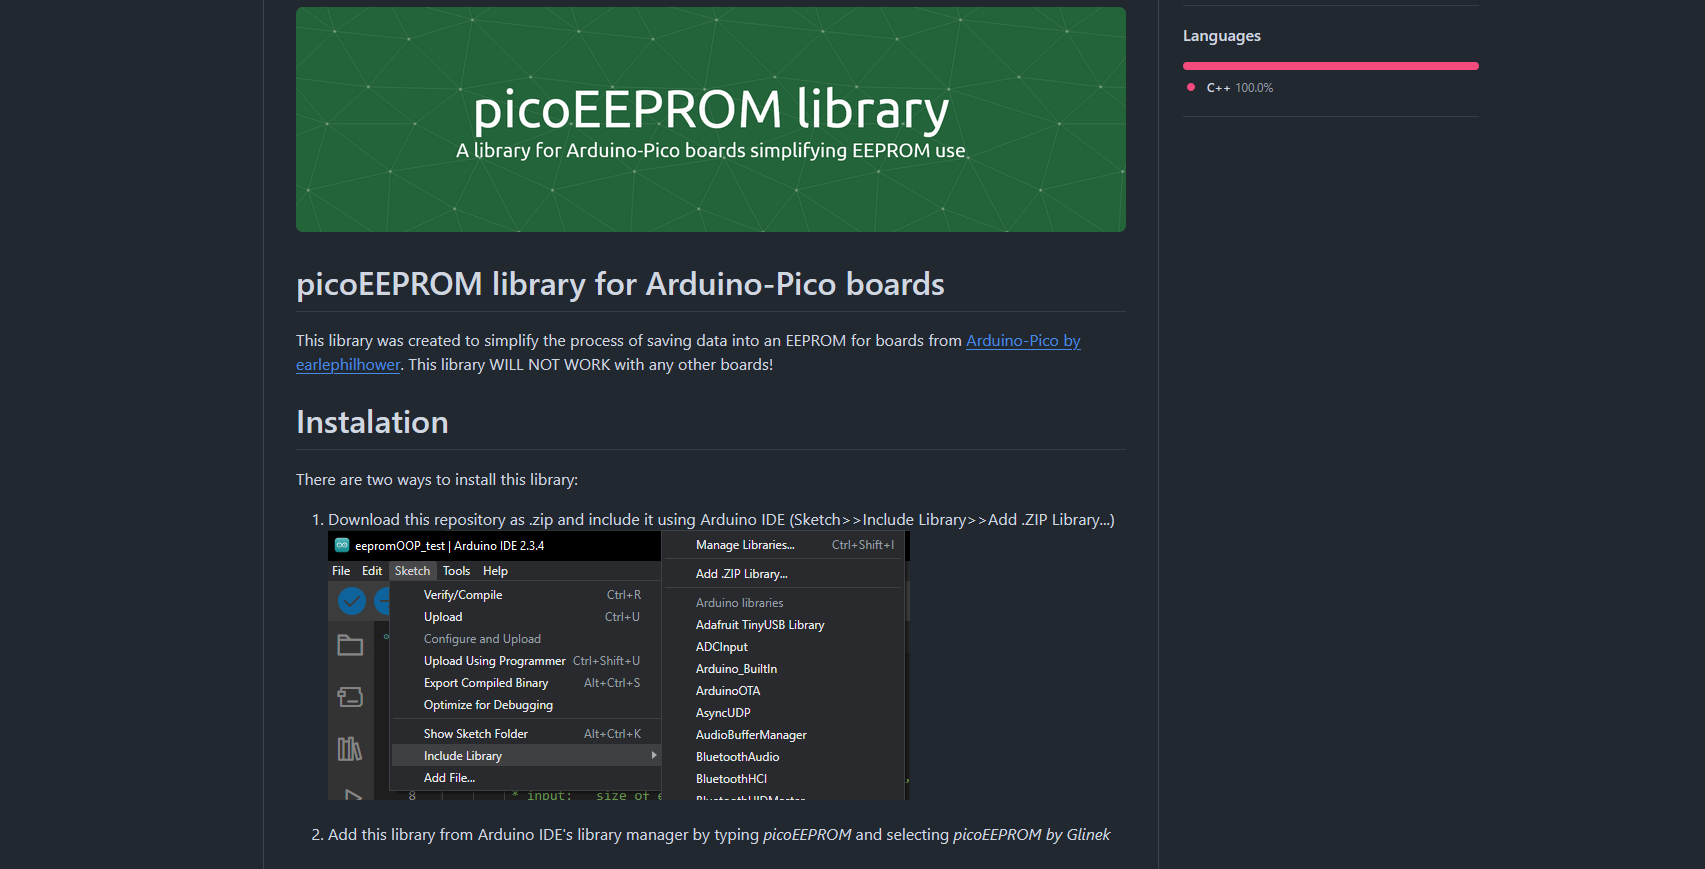 picoEEPROM library
A library for Arduino-Pico boards simplifying EEPROM use
Languages
C++ 100.0%
picoEEPROM library for Arduino-Pico boards
This library was created to simplify the process of saving data into an EEPROM for boards from Arduino-Pico by
earlephilhower. This library WILL NOT WORK with any other boards!
Instalation
There are two ways to install this library:
1. Download this repository as .zip and include it using Arduino IDE (Sketch>>Include Library>>Add .ZIP Library...)
eepromOOP_test | Arduino IDE 2.3.4
File Edit Sketch Tools Help
Verify/Compile Ctrl+R
Upload Ctrl+U
Configure and Upload
Upload Using Programmer Ctrl+Shift+U
Export Compiled Binary Alt+Ctrl+S
Optimize for Debugging
Show Sketch Folder Alt+Ctrl+K
Include Library
Add File...
8 * input: size of e
Manage Libraries... Ctrl+Shift+I
Add .ZIP Library...
Arduino libraries
Adafruit TinyUSB Library
ADCInput
Arduino_BuiltIn
ArduinoOTA
AsyncUDP
AudioBufferManager
BluetoothAudio
BluetoothHCI
BluetoothHIDMaster
2. Add this library from Arduino IDE's library manager by typing picoEEPROM and selecting picoEEPROM by Glinek